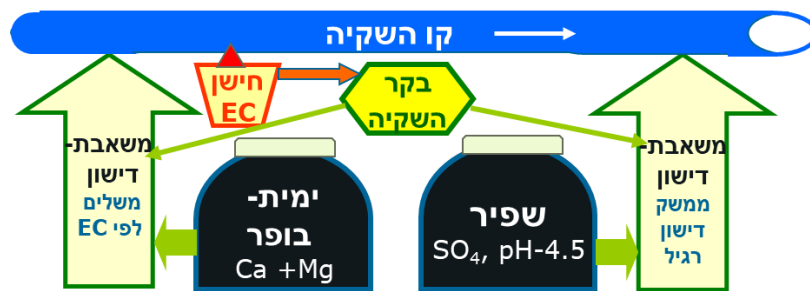 קו השקיה
חישן
EC
בקר
השקיה
משאבת-
דישון
משלים
לפי EC
ימית-
בופר
Ca +Mg
שפיר
SO₄, pH-4.5
משאבת-
דישון
ממשק
דישון
רגיל